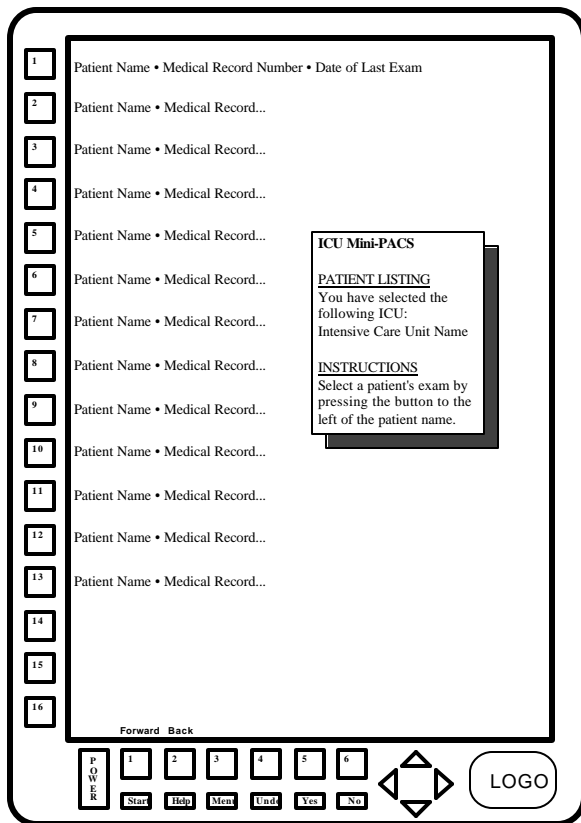 1
Patient Name • Medical Record Number • Date of Last Exam
2
Patient Name • Medical Record...
3
Patient Name • Medical Record...
4
Patient Name • Medical Record...
5
Patient Name • Medical Record...
6
Patient Name • Medical Record...
7
Patient Name • Medical Record...
8
Patient Name • Medical Record...
9
Patient Name • Medical Record...
10
Patient Name • Medical Record...
11
Patient Name • Medical Record...
12
Patient Name • Medical Record...
13
Patient Name • Medical Record...
14
15
16
ICU Mini-PACS
PATIENT LISTING
You have selected the
following ICU:
Intensive Care Unit Name
INSTRUCTIONS
Select a patient's exam by
pressing the button to the
left of the patient name.
Forward Back
POWER
1 2 3 4 5 6
Start Help Menu Undo Yes No
LOGO